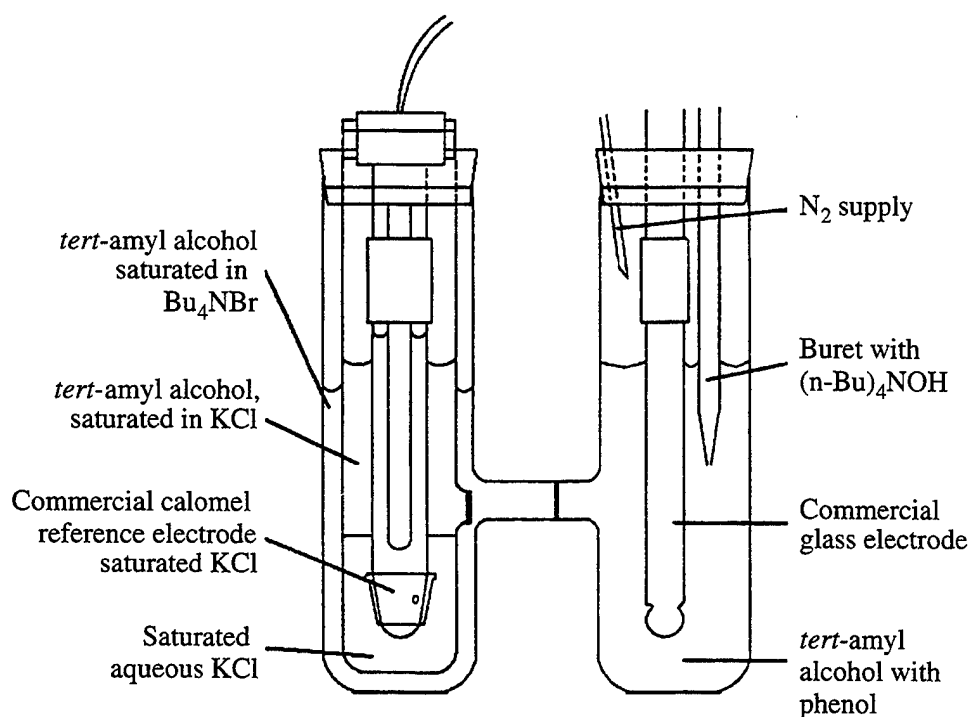 tert-amyl alcohol
saturated in
Bu₄NBr
tert-amyl alcohol,
saturated in KCl
Commercial calomel
reference electrode
saturated KCl
Saturated
aqueous KCl
N₂ supply
Buret with
(n-Bu)₄NOH
Commercial
glass electrode
tert-amyl
alcohol with
phenol